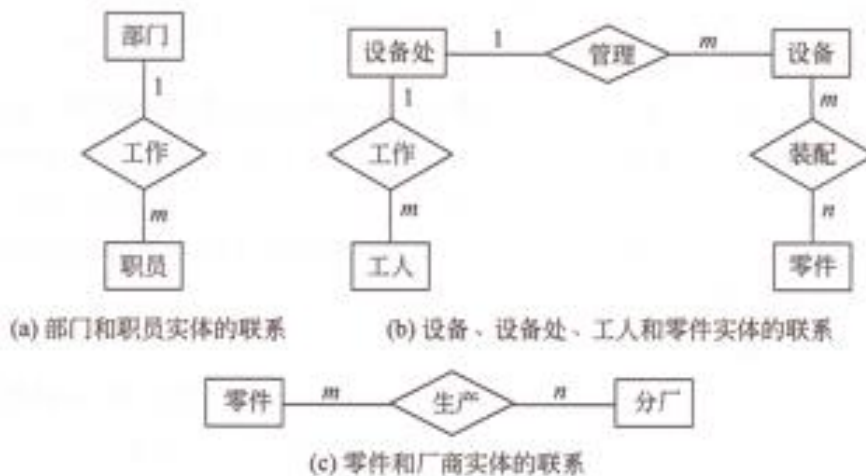 部门
1
工作
m
职员
(a) 部门和职员实体的联系
设备处 1 管理 m 设备
1 m
工作 装配
m n
工人 零件
(b) 设备、设备处、工人和零件实体的联系
零件 m 生产 n 分厂
(c) 零件和厂商实体的联系